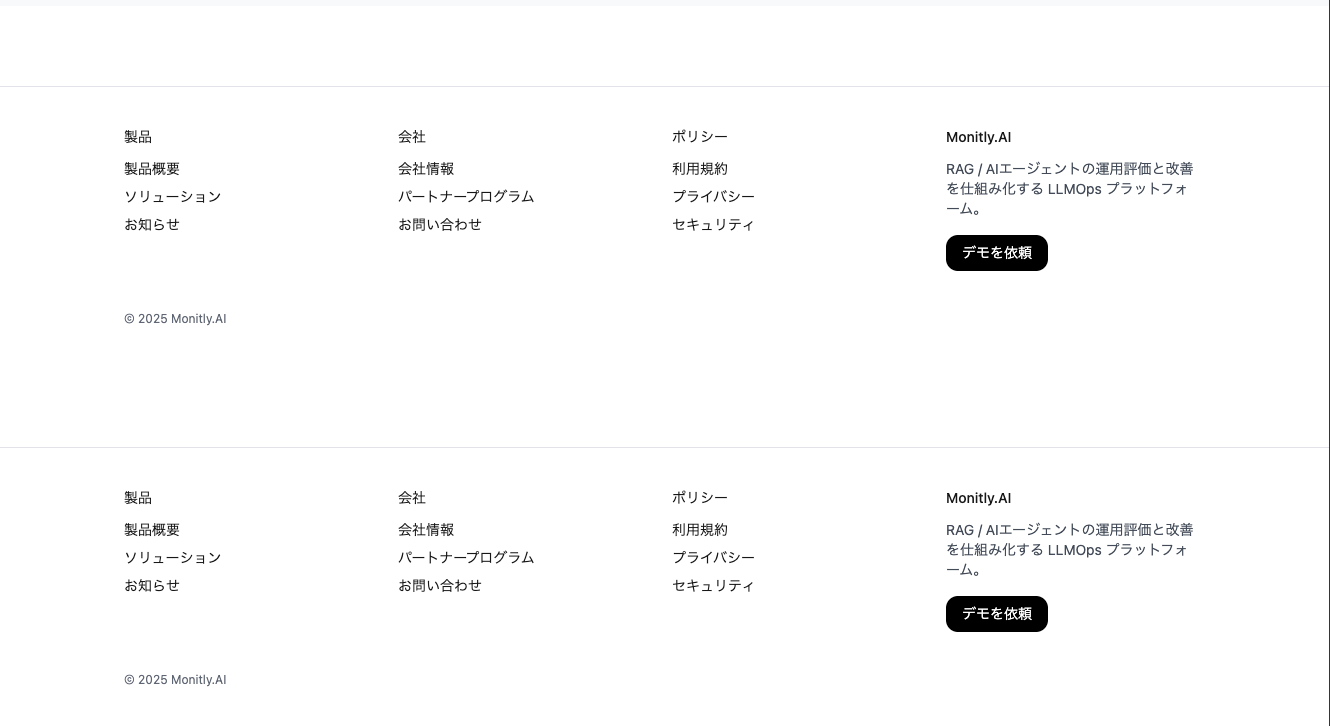 製品
製品概要
ソリューション
お知らせ
会社
会社情報
パートナープログラム
お問い合わせ
ポリシー
利用規約
プライバシー
セキュリティ
Monitly.AI
RAG / AIエージェントの運用評価と改善
を仕組み化する LLMOps プラットフォ
ーム。
デモを依頼
© 2025 Monitly.AI
製品
製品概要
ソリューション
お知らせ
会社
会社情報
パートナープログラム
お問い合わせ
ポリシー
利用規約
プライバシー
セキュリティ
Monitly.AI
RAG / AIエージェントの運用評価と改善
を仕組み化する LLMOps プラットフォ
ーム。
デモを依頼
© 2025 Monitly.AI